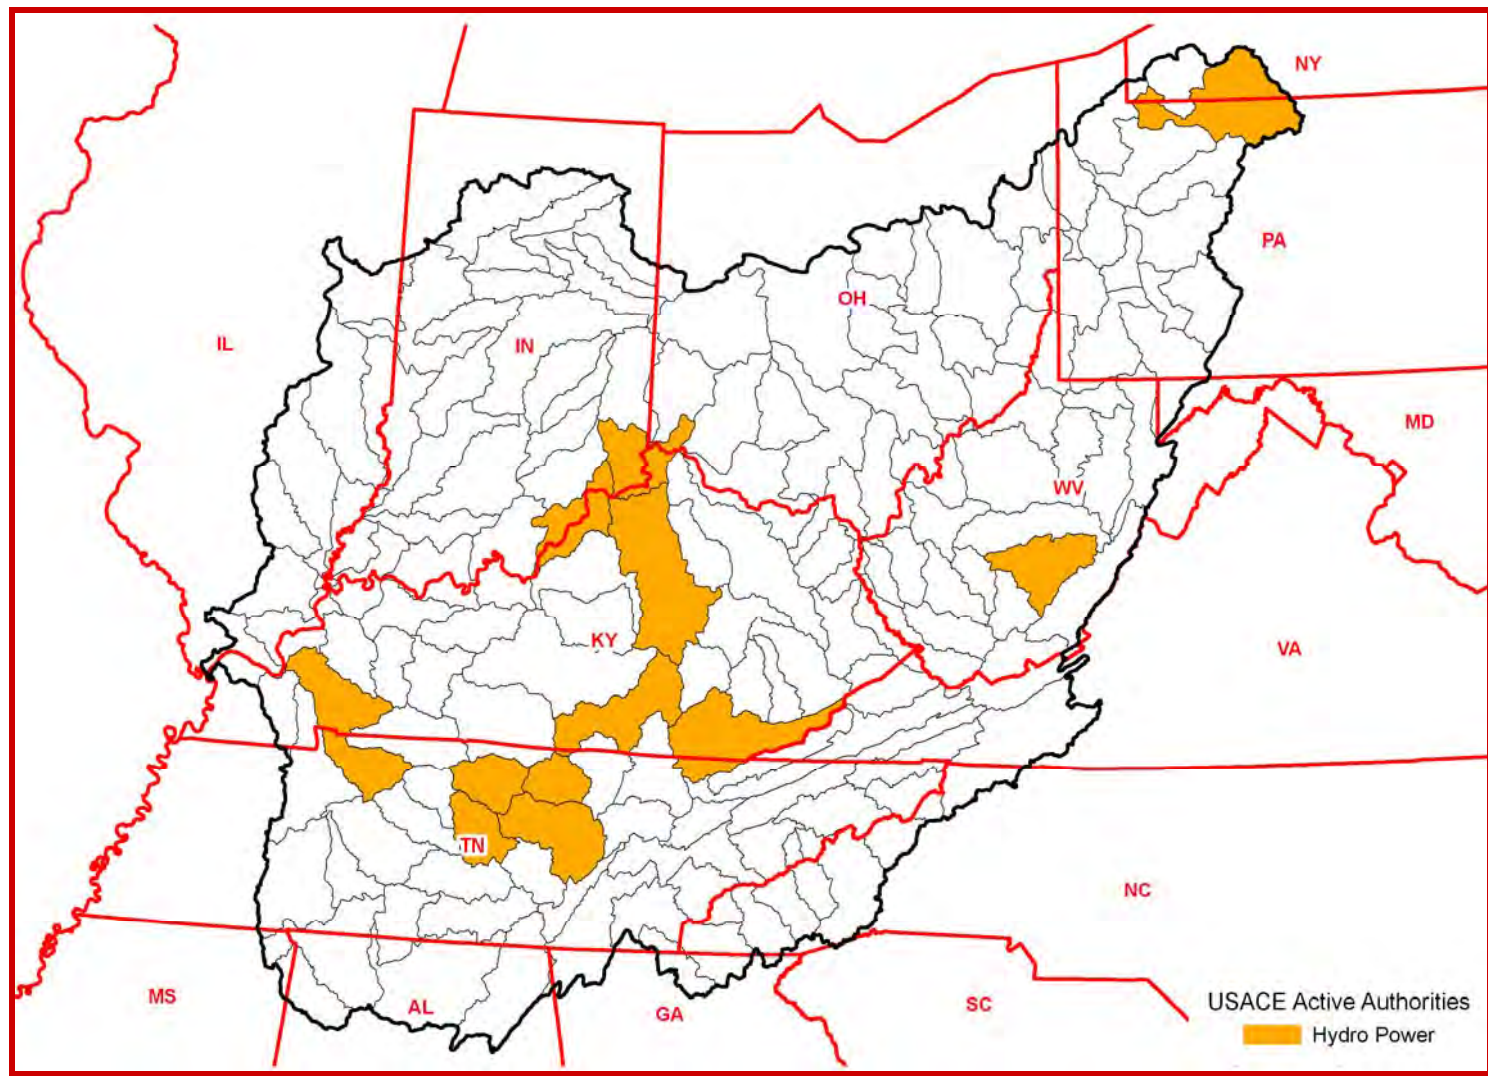 NY
PA
OH
IL
IN
MD
WV
KY
VA
TN
NC
MS
AL
GA
SC
USACE Active Authorities
Hydro Power